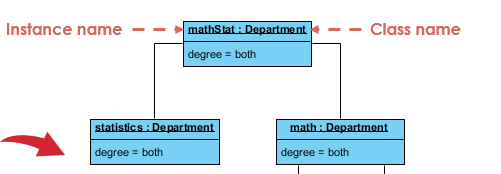 Instance name
mathStat : Department
Class name
degree = both
statistics : Department
math : Department
degree = both
degree = both